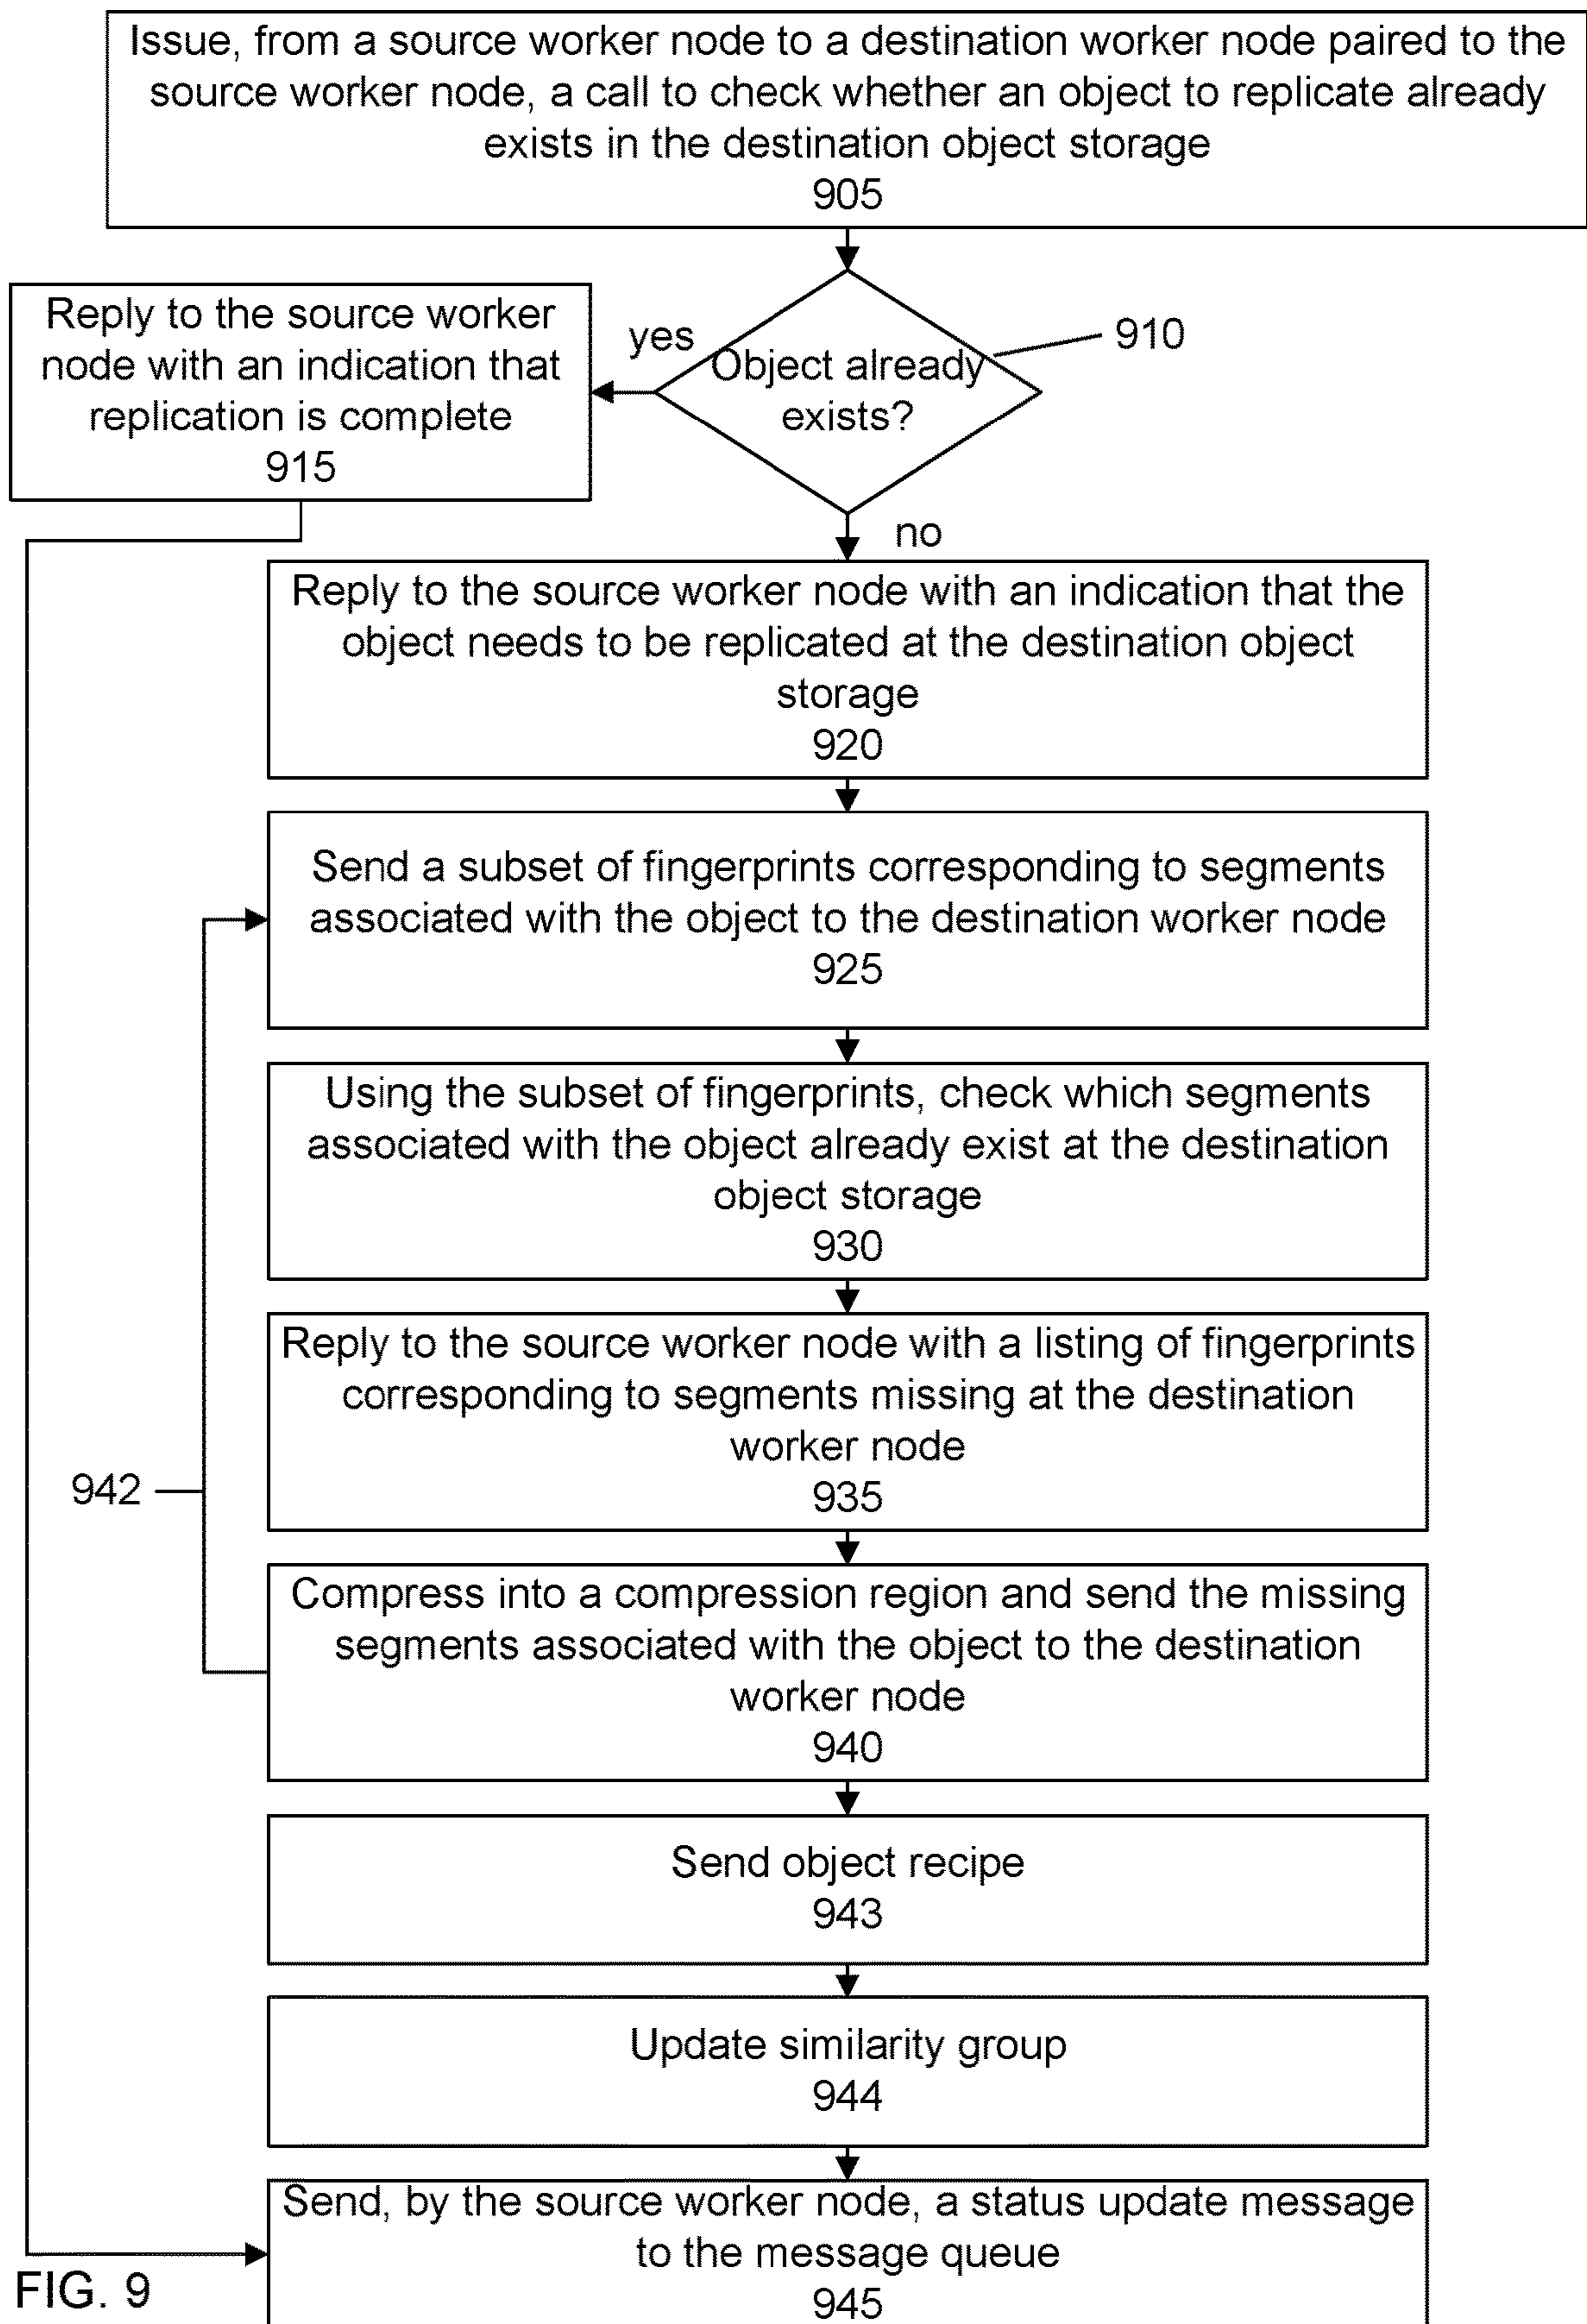 Issue, from a source worker node to a destination worker node paired to the
source worker node, a call to check whether an object to replicate already
exists in the destination object storage
905
Reply to the source worker
node with an indication that
replication is complete
915
yes
Object already
exists?
910
no
Reply to the source worker node with an indication that the
object needs to be replicated at the destination object
storage
920
Send a subset of fingerprints corresponding to segments
associated with the object to the destination worker node
925
Using the subset of fingerprints, check which segments
associated with the object already exist at the destination
object storage
930
Reply to the source worker node with a listing of fingerprints
corresponding to segments missing at the destination
worker node
935
942
Compress into a compression region and send the missing
segments associated with the object to the destination
worker node
940
Send object recipe
943
Update similarity group
944
Send, by the source worker node, a status update message
to the message queue
945
FIG. 9